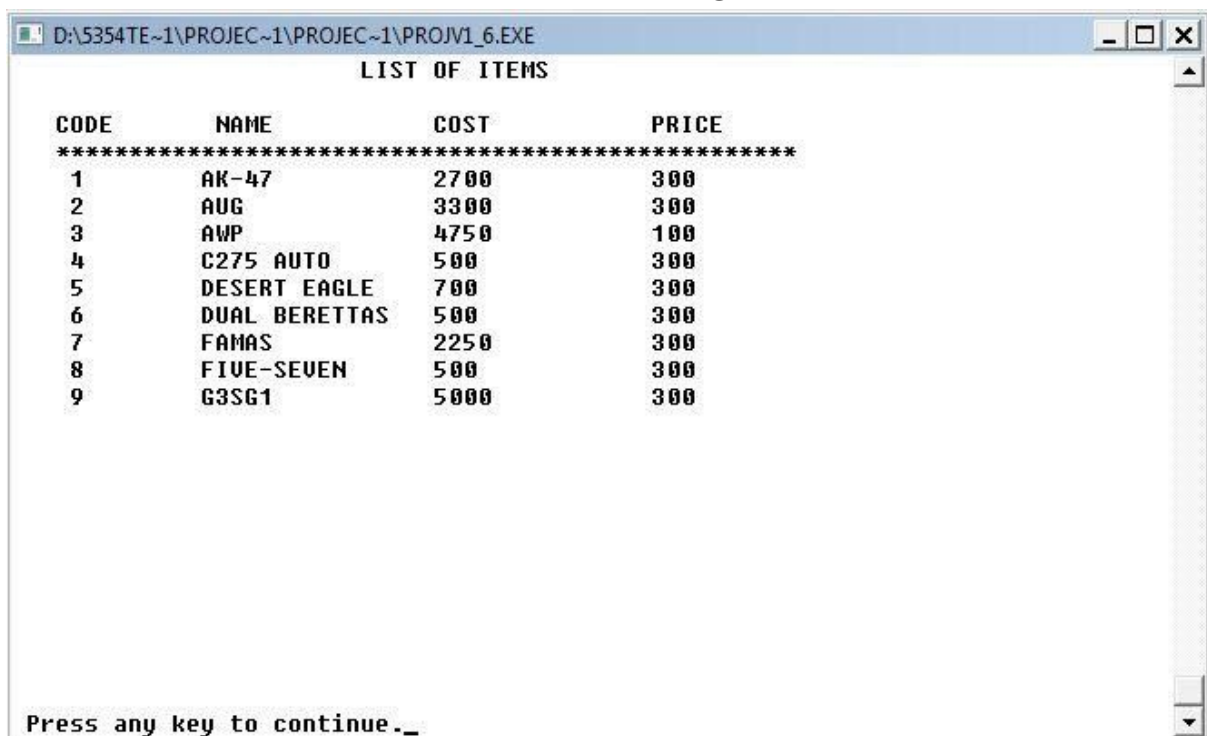 D:\5354TE~1\PROJEC~1\PROJEC~1\PROJV1_6.EXE
LIST OF ITEMS
CODE NAME COST PRICE
***************************************************
1 AK-47 2700 300
2 AUG 3300 300
3 AWP 4750 100
4 C275 AUTO 500 300
5 DESERT EAGLE 700 300
6 DUAL BERETTAS 500 300
7 FAMAS 2250 300
8 FIVE-SEVEN 500 300
9 G3SG1 5000 300
Press any key to continue._